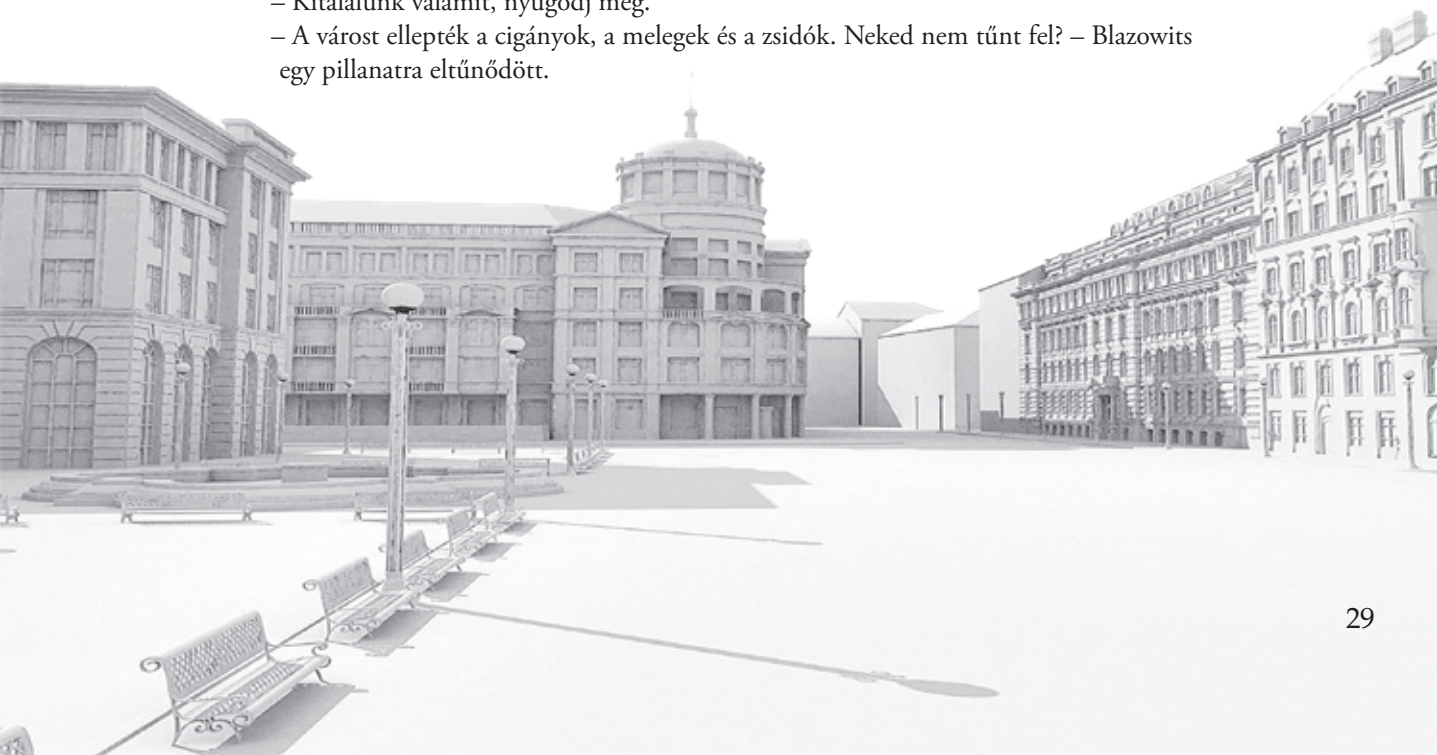 – Kitalálunk valamit, nyugodj meg.
– A várost ellepték a cigányok, a melegek és a zsidók. Neked nem tűnt fel? – Blazowits
egy pillanatra eltűnődött.
29